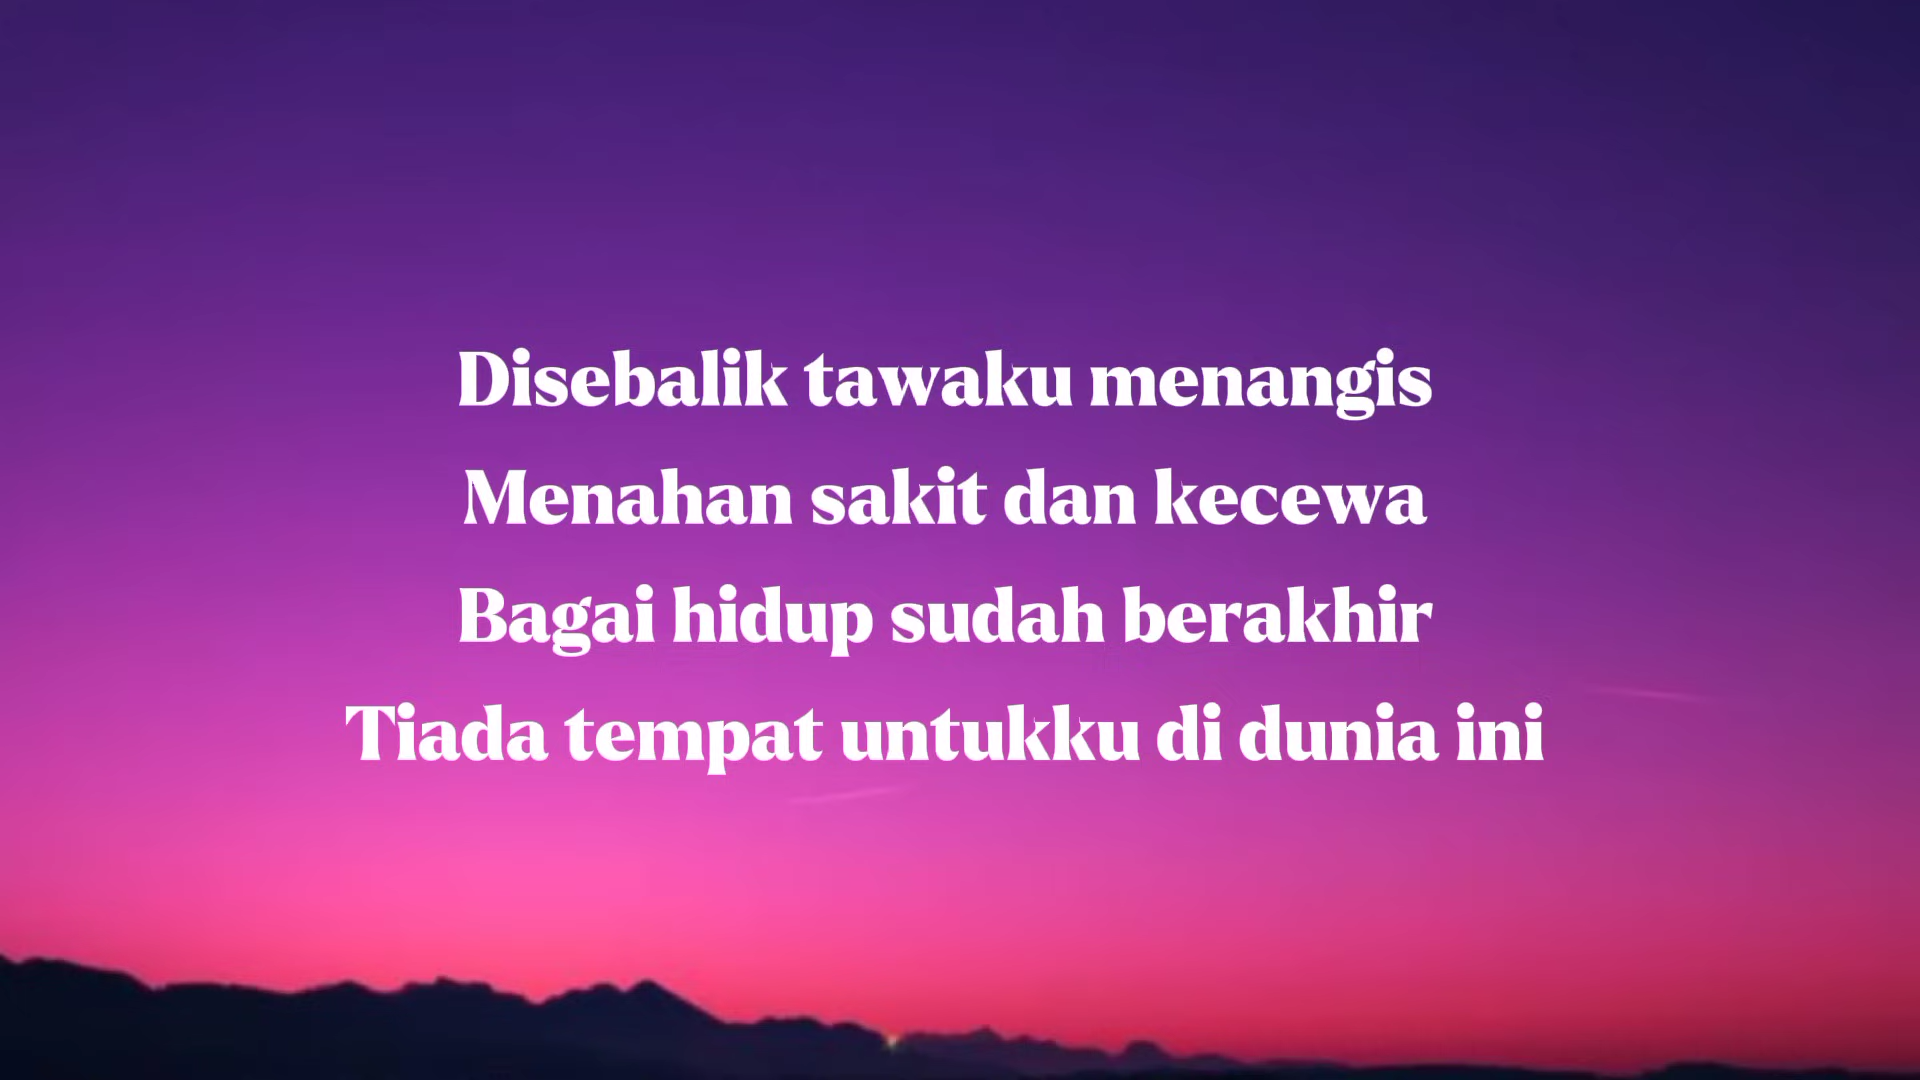 Disebalik tawaku menangis
Menahan sakit dan kecewa
Bagai hidup sudah berakhir
Tiada tempat untukku di dunia ini